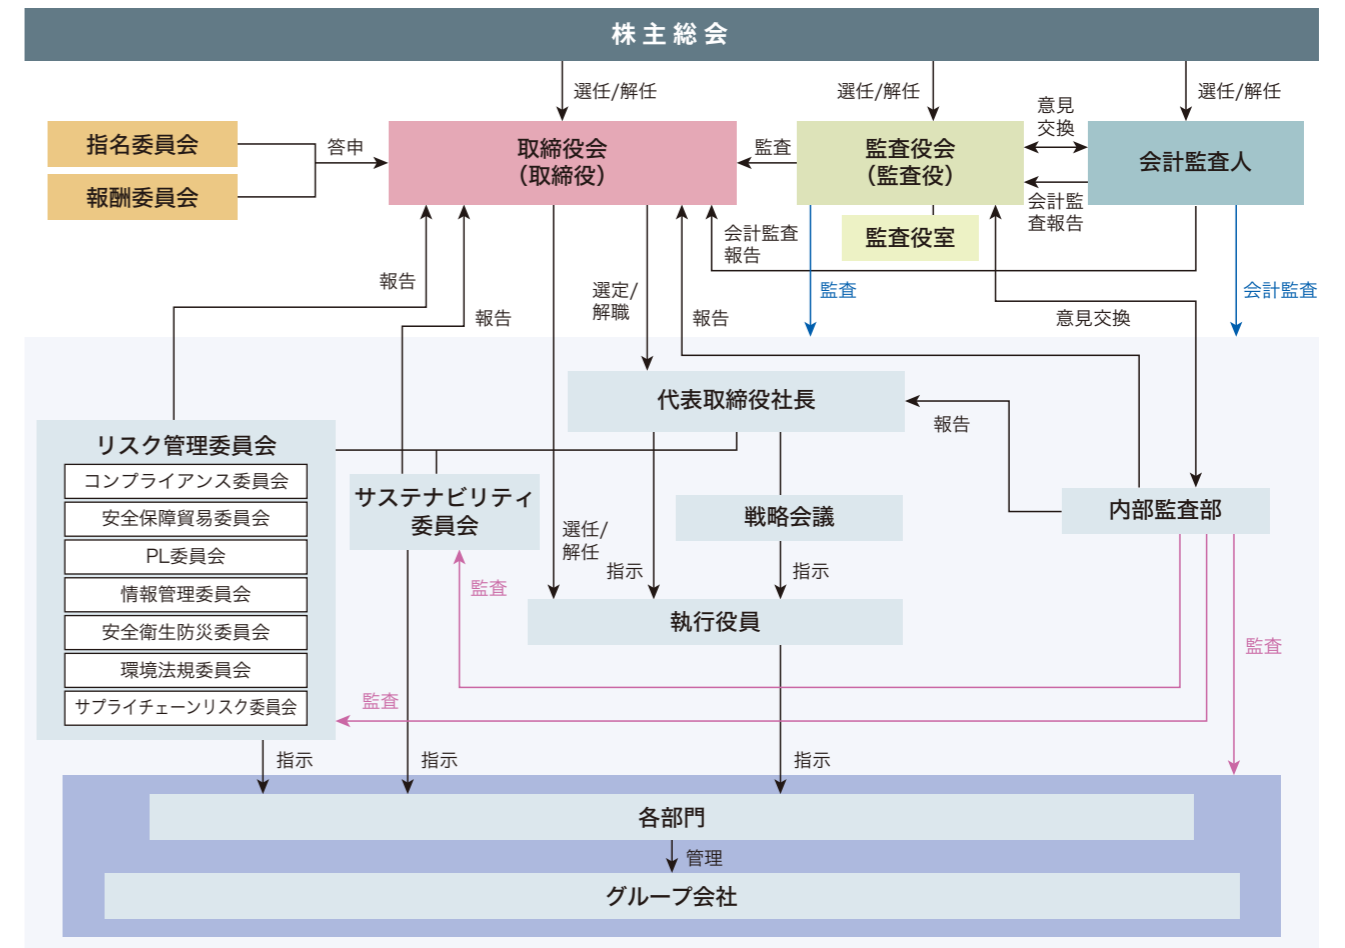 株主総会
選任/解任
選任/解任
選任/解任
指名委員会
報酬委員会
答申
取締役会
（取締役）
監査
監査役会
（監査役）
意見
交換
会計監査人
会計監
査報告
監査役室
会計監査
報告
報告
報告
選定/
解職
報告
監査
意見交換
会計監査
代表取締役社長
報告
リスク管理委員会
コンプライアンス委員会
安全保障貿易委員会
PL委員会
情報管理委員会
安全衛生防災委員会
環境法規委員会
サプライチェーンリスク委員会
サステナビリティ
委員会
戦略会議
内部監査部
選任/
解任
指示
指示
監査
執行役員
監査
監査
指示
指示
指示
各部門
管理
グループ会社